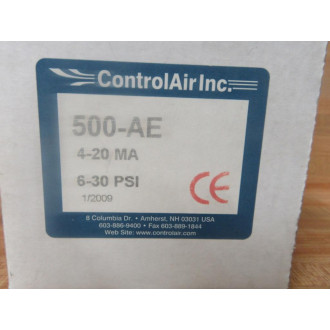 ControlAir Inc.
500-AE
4-20 MA
6-30 PSI
1/2009
CE
8 Columbia Dr. • Amherst, NH 03031 USA
603-886-9400 • Fax 603-889-1844
Web Site: www.controlair.com